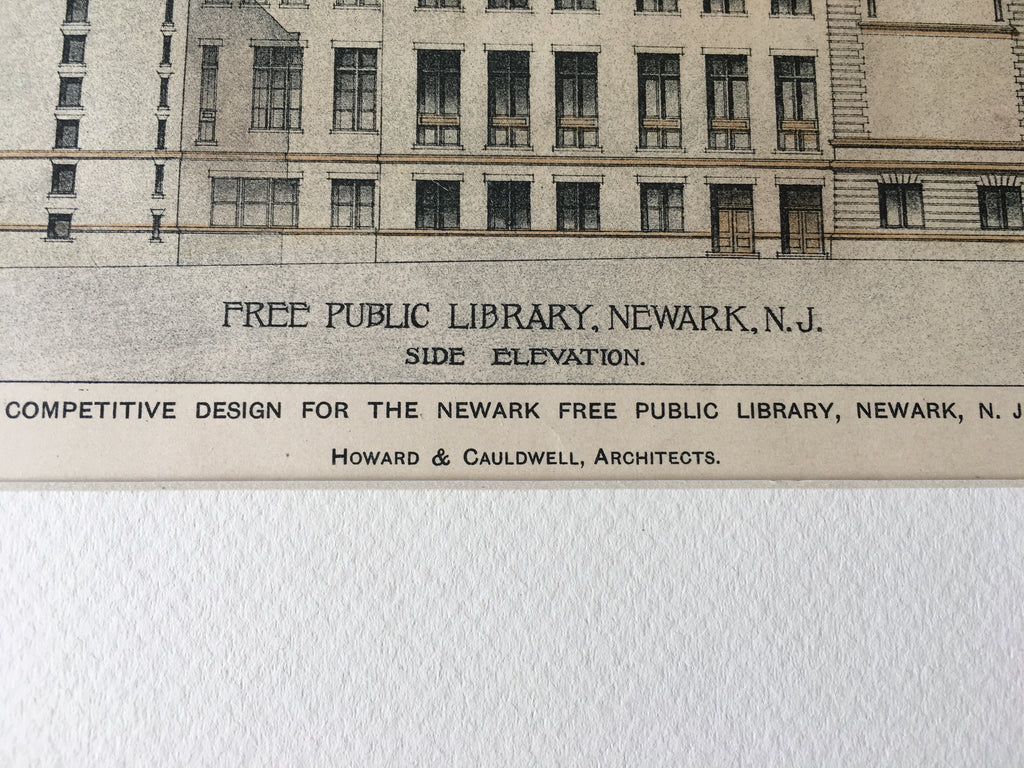 FREE PUBLIC LIBRARY, NEWARK, N.J.
SIDE ELEVATION.
COMPETITIVE DESIGN FOR THE NEWARK FREE PUBLIC LIBRARY, NEWARK, N. J
HOWARD & CAULDWELL, ARCHITECTS.